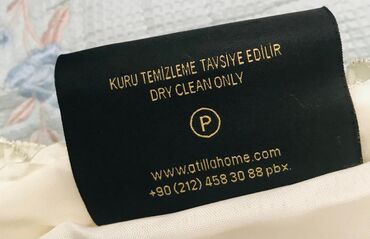 KURU TEMİZLEME TAVSİYE EDİLİR
DRY CLEAN ONLY
P
www.atillahome.com
+90 (212) 458 30 88 pbx.